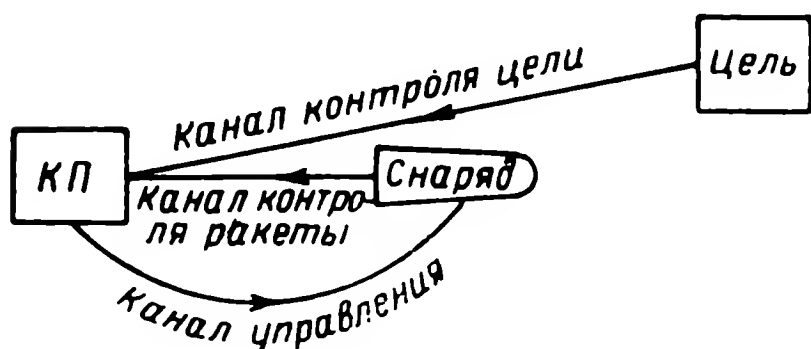 Канал контроля цели
Цель
КП
Снаряд
Канал контро-
ля ракеты
Канал управления